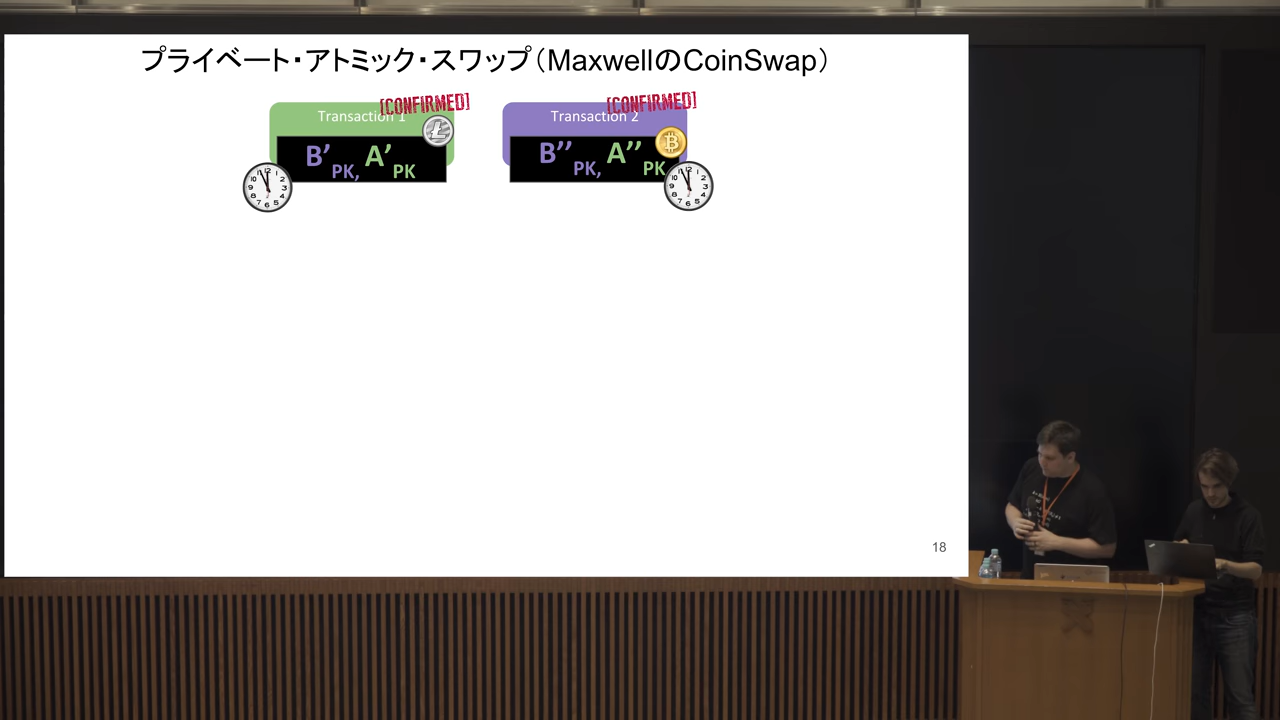 プライベート・アトミック・スワップ（MaxwellのCoinSwap）
[CONFIRMED]
[CONFIRMED]
Transaction 1
Transaction 2
B’PK, A’PK
B’’PK, A’’PK
18